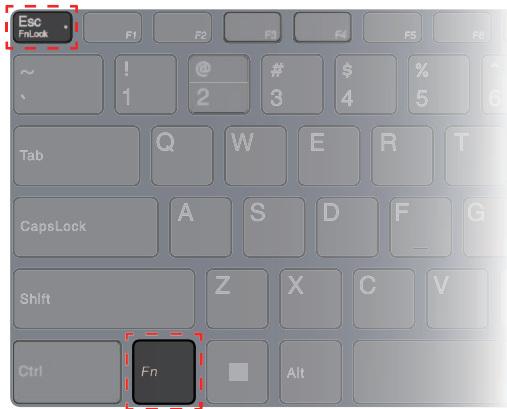 Esc
FnLock
F1
F2
F3
F4
F5
F6
~
`
!
1
@
2
#
3
$
4
%
5
^
6
Tab
Q
W
E
R
T
CapsLock
A
S
D
F
G
Shift
Z
X
C
V
Ctrl
Fn
Alt